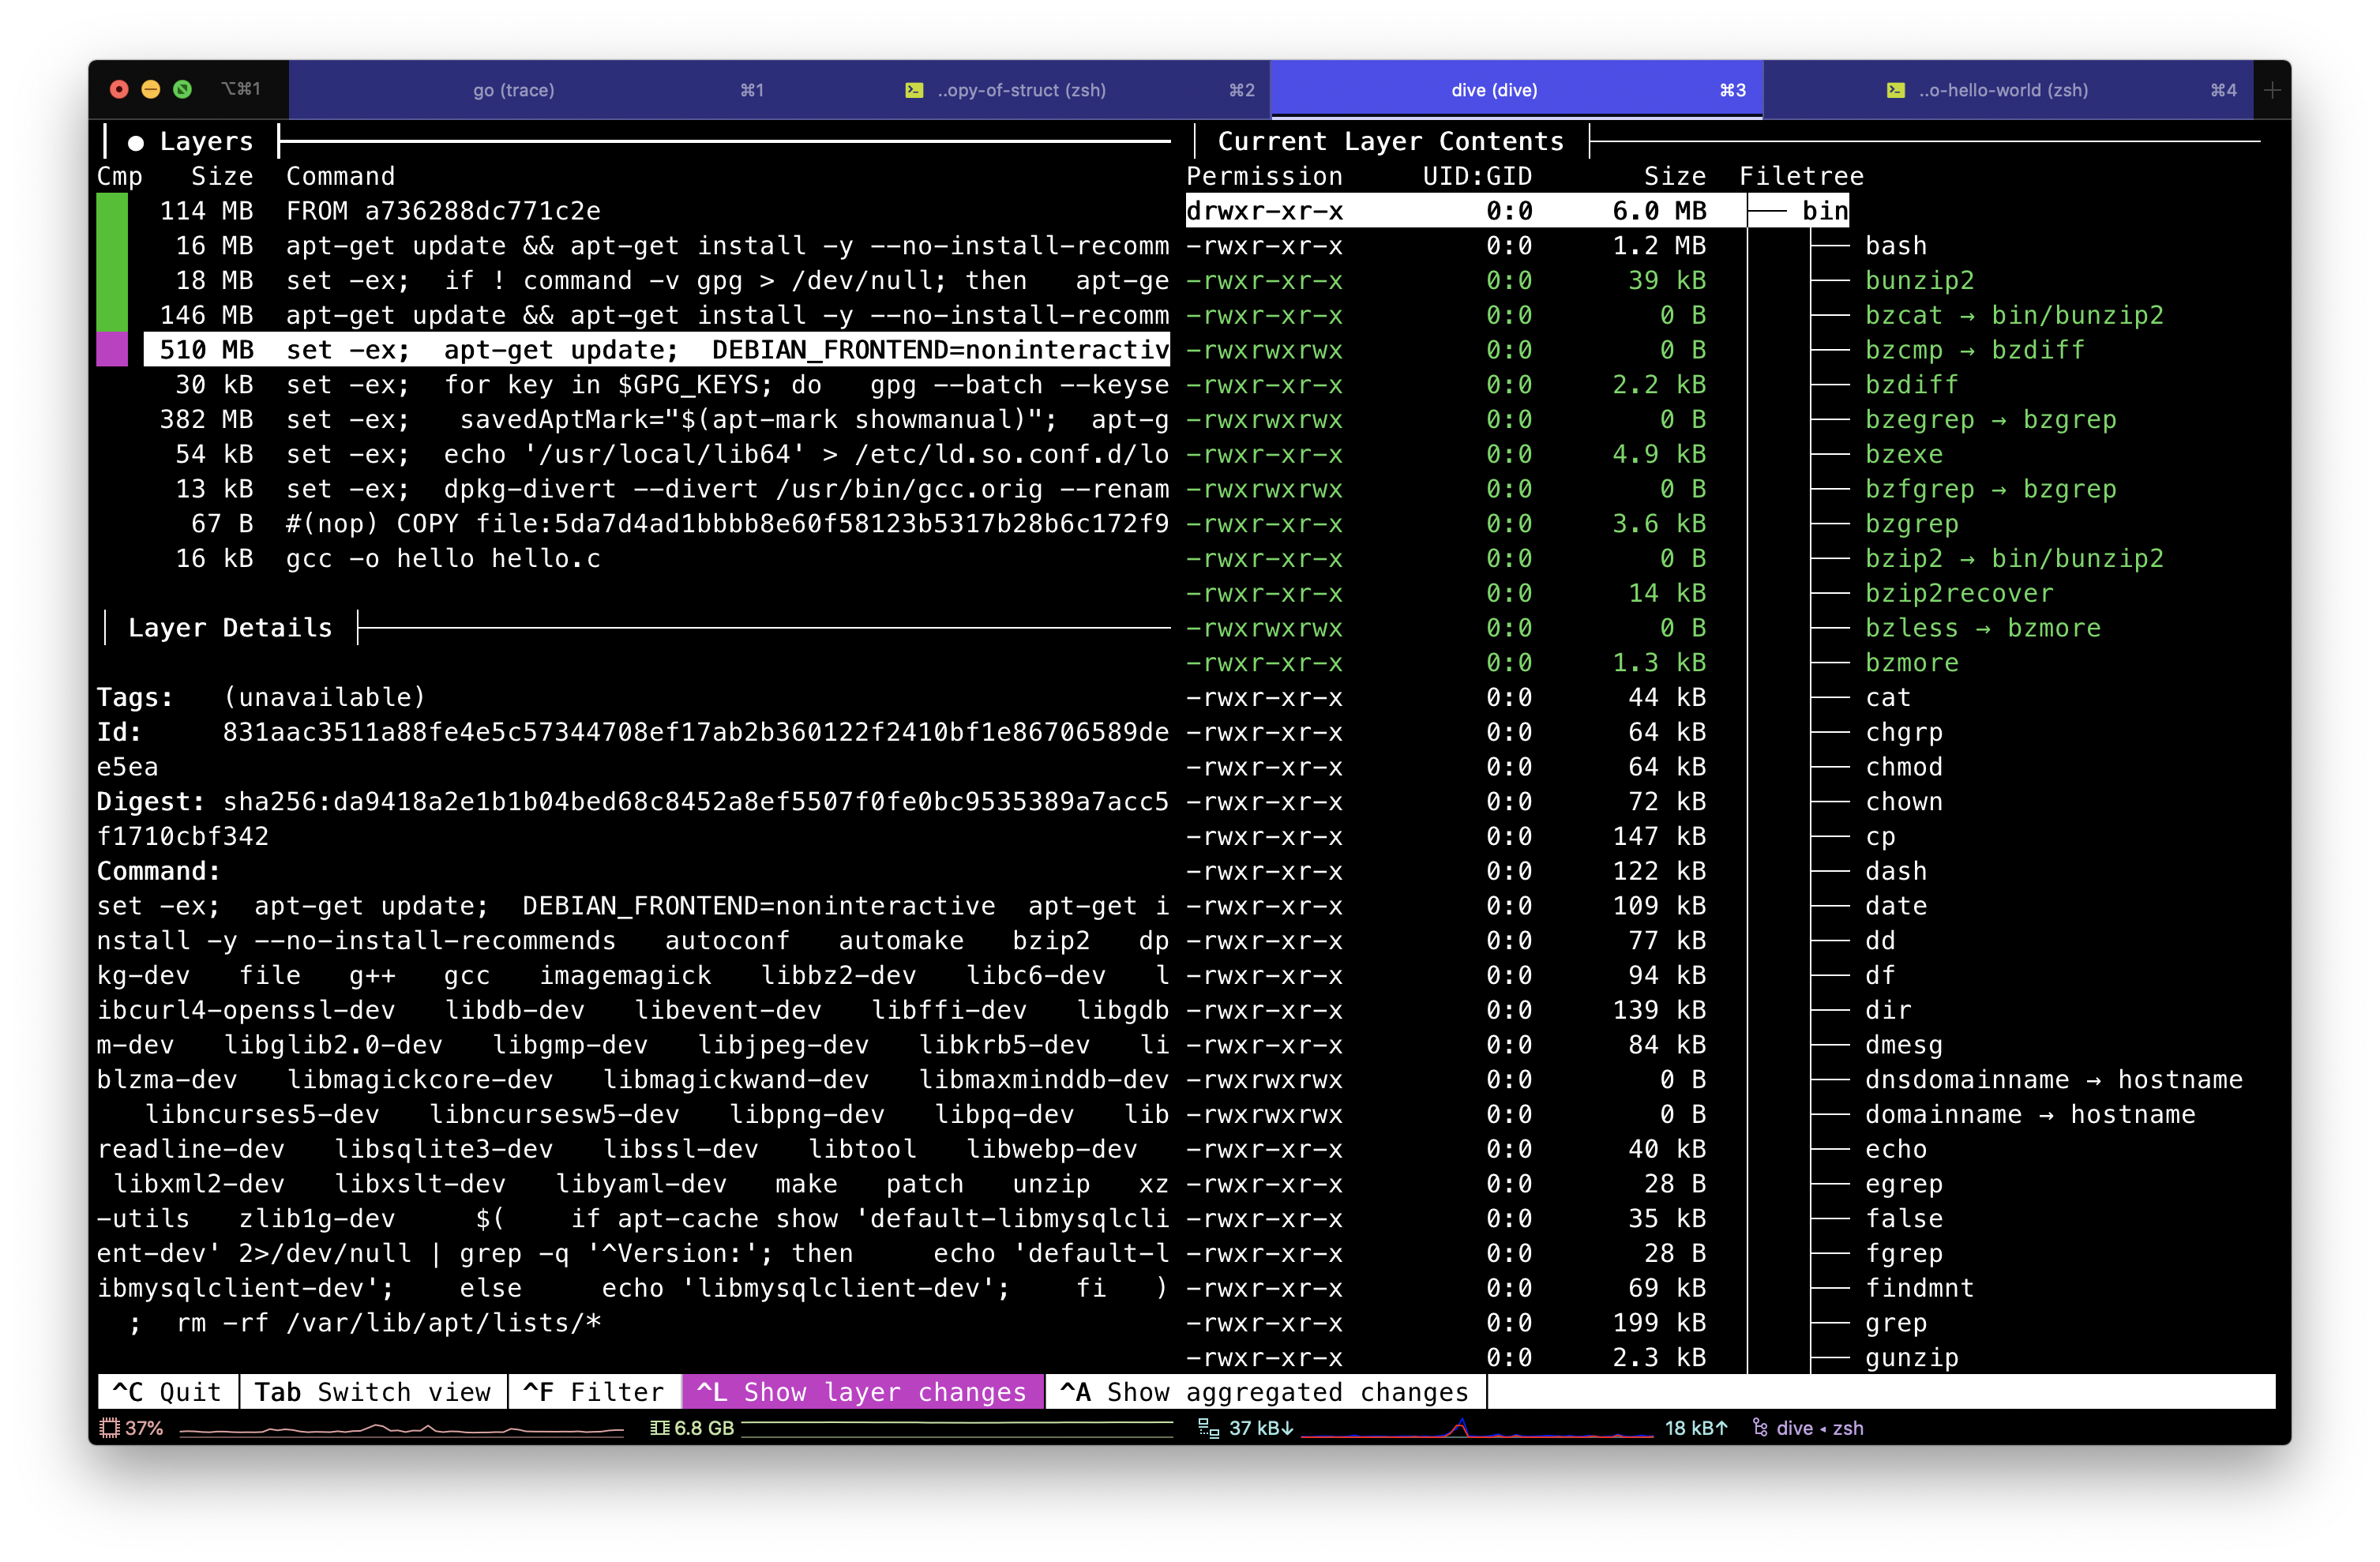 ⌥⌘1 go (trace) ⌘1 ..opy-of-struct (zsh) ⌘2 dive (dive) ⌘3 ..o-hello-world (zsh) ⌘4 +
│ ● Layers ├
Cmp Size Command
114 MB FROM a736288dc771c2e
16 MB apt-get update && apt-get install -y --no-install-recomm
18 MB set -ex;  if ! command -v gpg > /dev/null; then   apt-ge
146 MB apt-get update && apt-get install -y --no-install-recomm
510 MB set -ex;  apt-get update;  DEBIAN_FRONTEND=noninteractiv
30 kB set -ex;  for key in $GPG_KEYS; do   gpg --batch --keyse
382 MB set -ex;   savedAptMark="$(apt-mark showmanual)";  apt-g
54 kB set -ex;  echo '/usr/local/lib64' > /etc/ld.so.conf.d/lo
13 kB set -ex;  dpkg-divert --divert /usr/bin/gcc.orig --renam
67 B #(nop) COPY file:5da7d4ad1bbbb8e60f58123b5317b28b6c172f9
16 kB gcc -o hello hello.c
│ Layer Details ├
Tags:   (unavailable)
Id:     831aac3511a88fe4e5c57344708ef17ab2b360122f2410bf1e86706589de
e5ea
Digest: sha256:da9418a2e1b1b04bed68c8452a8ef5507f0fe0bc9535389a7acc5
f1710cbf342
Command:
set -ex;  apt-get update;  DEBIAN_FRONTEND=noninteractive  apt-get i
nstall -y --no-install-recommends   autoconf   automake   bzip2   dp
kg-dev   file   g++   gcc   imagemagick   libbz2-dev   libc6-dev   l
ibcurl4-openssl-dev   libdb-dev   libevent-dev   libffi-dev   libgdb
m-dev   libglib2.0-dev   libgmp-dev   libjpeg-dev   libkrb5-dev   li
blzma-dev   libmagickcore-dev   libmagickwand-dev   libmaxminddb-dev
   libncurses5-dev   libncursesw5-dev   libpng-dev   libpq-dev   lib
readline-dev   libsqlite3-dev   libssl-dev   libtool   libwebp-dev
 libxml2-dev   libxslt-dev   libyaml-dev   make   patch   unzip   xz
-utils   zlib1g-dev     $(    if apt-cache show 'default-libmysqlcli
ent-dev' 2>/dev/null | grep -q '^Version:'; then     echo 'default-l
ibmysqlclient-dev';    else     echo 'libmysqlclient-dev';    fi   )
  ;  rm -rf /var/lib/apt/lists/*
│ Current Layer Contents ├
Permission UID:GID Size Filetree
drwxr-xr-x 0:0 6.0 MB ├── bin
-rwxr-xr-x 0:0 1.2 MB │ ├── bash
-rwxr-xr-x 0:0 39 kB │ ├── bunzip2
-rwxr-xr-x 0:0 0 B │ ├── bzcat → bin/bunzip2
-rwxrwxrwx 0:0 0 B │ ├── bzcmp → bzdiff
-rwxr-xr-x 0:0 2.2 kB │ ├── bzdiff
-rwxrwxrwx 0:0 0 B │ ├── bzegrep → bzgrep
-rwxr-xr-x 0:0 4.9 kB │ ├── bzexe
-rwxrwxrwx 0:0 0 B │ ├── bzfgrep → bzgrep
-rwxr-xr-x 0:0 3.6 kB │ ├── bzgrep
-rwxr-xr-x 0:0 0 B │ ├── bzip2 → bin/bunzip2
-rwxr-xr-x 0:0 14 kB │ ├── bzip2recover
-rwxrwxrwx 0:0 0 B │ ├── bzless → bzmore
-rwxr-xr-x 0:0 1.3 kB │ ├── bzmore
-rwxr-xr-x 0:0 44 kB │ ├── cat
-rwxr-xr-x 0:0 64 kB │ ├── chgrp
-rwxr-xr-x 0:0 64 kB │ ├── chmod
-rwxr-xr-x 0:0 72 kB │ ├── chown
-rwxr-xr-x 0:0 147 kB │ ├── cp
-rwxr-xr-x 0:0 122 kB │ ├── dash
-rwxr-xr-x 0:0 109 kB │ ├── date
-rwxr-xr-x 0:0 77 kB │ ├── dd
-rwxr-xr-x 0:0 94 kB │ ├── df
-rwxr-xr-x 0:0 139 kB │ ├── dir
-rwxr-xr-x 0:0 84 kB │ ├── dmesg
-rwxrwxrwx 0:0 0 B │ ├── dnsdomainname → hostname
-rwxrwxrwx 0:0 0 B │ ├── domainname → hostname
-rwxr-xr-x 0:0 40 kB │ ├── echo
-rwxr-xr-x 0:0 28 B │ ├── egrep
-rwxr-xr-x 0:0 35 kB │ ├── false
-rwxr-xr-x 0:0 28 B │ ├── fgrep
-rwxr-xr-x 0:0 69 kB │ ├── findmnt
-rwxr-xr-x 0:0 199 kB │ ├── grep
-rwxr-xr-x 0:0 2.3 kB │ ├── gunzip
^C Quit │ Tab Switch view │ ^F Filter │ ^L Show layer changes │ ^A Show aggregated changes │
37% 6.8 GB 37 kB↓ 18 kB↑ dive ◂ zsh